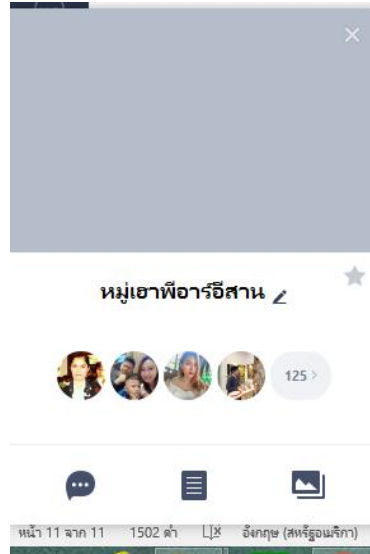 หมู่เฮาพีอาร์อีสาน
125 >
หน้า 11 จาก 11 1502 คำ อังกฤษ (สหรัฐอเมริกา)